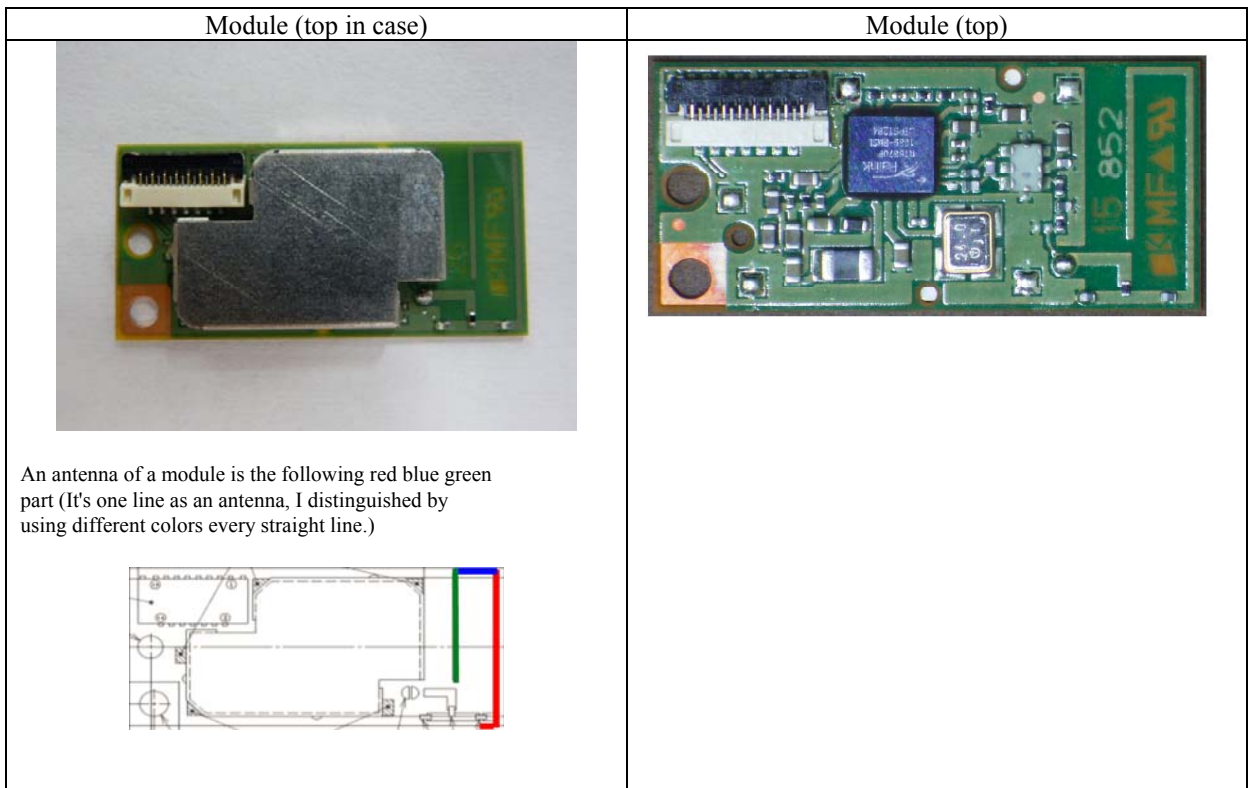 Module (top in case)
Module (top)
15 852
An antenna of a module is the following red blue green
part (It's one line as an antenna, I distinguished by
using different colors every straight line.)